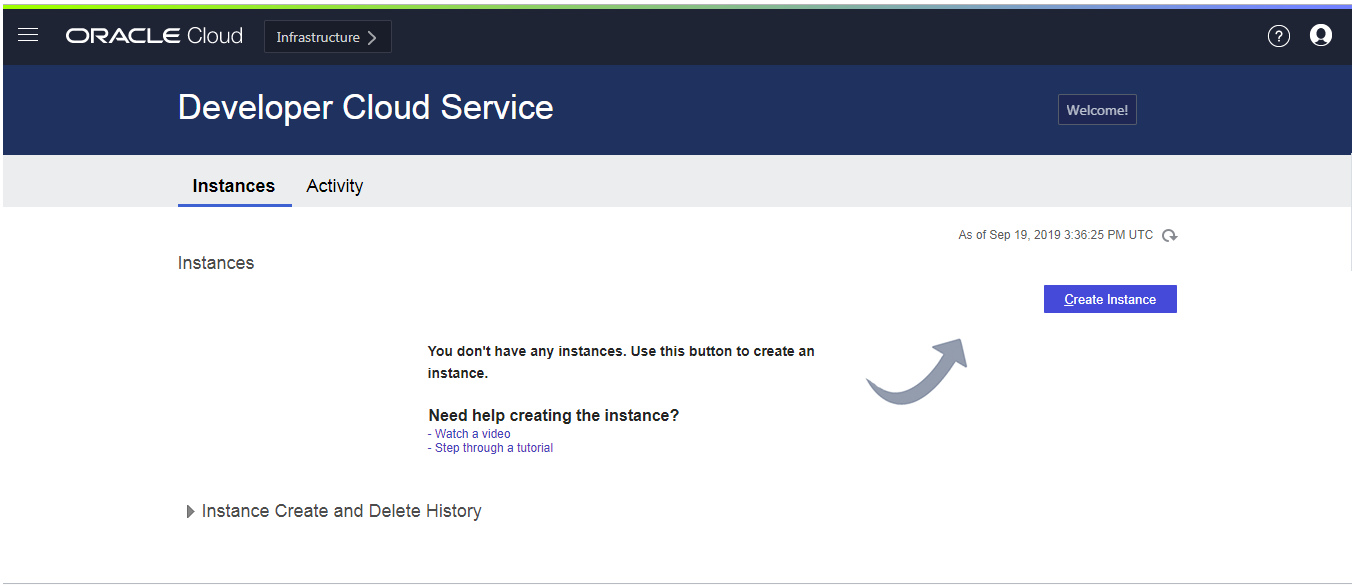 ORACLE Cloud
Infrastructure
?
Developer Cloud Service
Welcome!
Instances
Activity
As of Sep 19, 2019 3:36:25 PM UTC
Instances
Create Instance
You don't have any instances. Use this button to create an
instance.
Need help creating the instance?
- Watch a video
- Step through a tutorial
Instance Create and Delete History